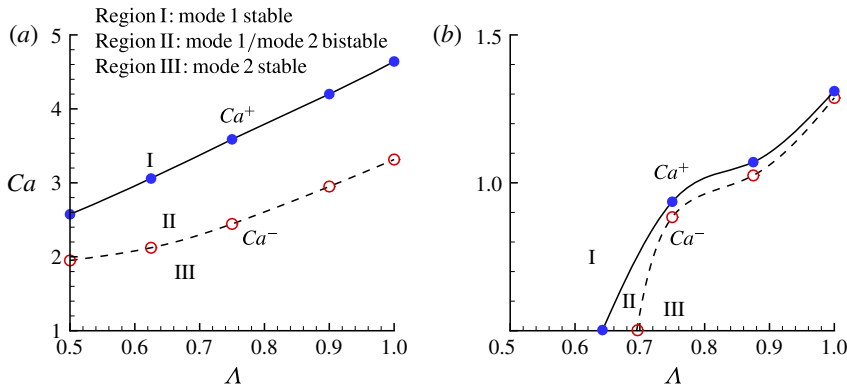 Region I: mode 1 stable
(a) 5 Region II: mode 1/mode 2 bistable
Region III: mode 2 stable
4
Ca+
I
Ca 3
II
Ca−
2
III
1
0.5 0.6 0.7 0.8 0.9 1.0
Λ
(b) 1.5
Ca+
1.0
Ca−
I
II III
0.5 0.6 0.7 0.8 0.9 1.0
Λ